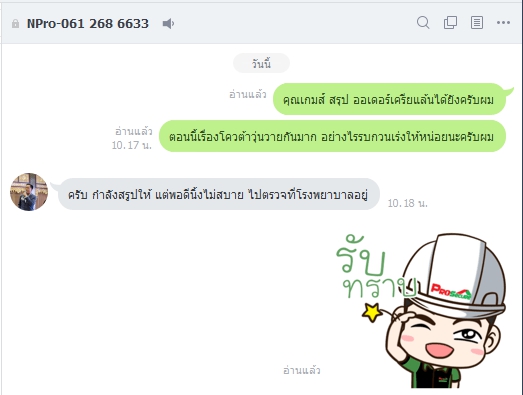 NPro-061 268 6633
วันนี้
อ่านแล้ว
คุณเกมส์ สรุป ออเดอร์เครียแล้นได้ยังครับผม
อ่านแล้ว
10.17 น.
ตอนนี้เรื่องโควต้าวุ่นวายกันมาก อย่างไรรบกวนเร่งให้หน่อยนะครับผม
ครับ กำลังสรูปให้ แต่พอดีนิ้งไม่สบาย ไปตรวจที่โรงพยาบาลอยู่
10.18 น.
รับ
ทราบ
อ่านแล้ว